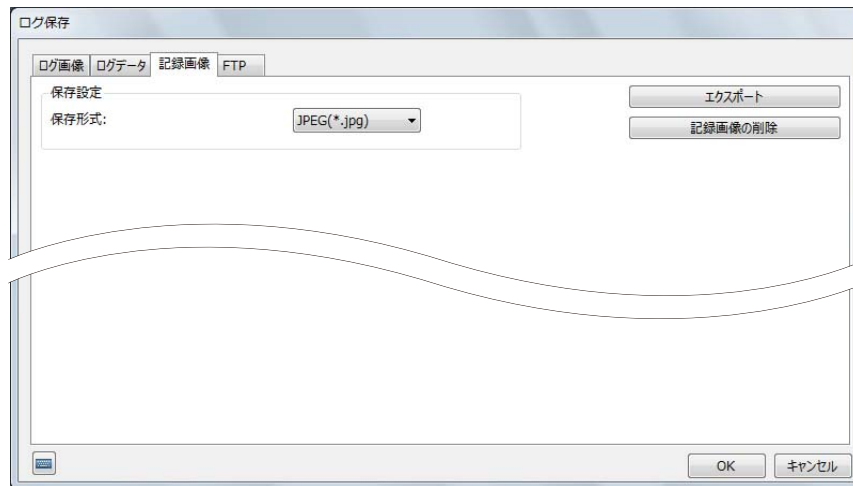 ログ保存
ログ画像 ログデータ 記録画像 FTP
保存設定
保存形式: JPEG(*.jpg)
エクスポート
記録画像の削除
OK キャンセル